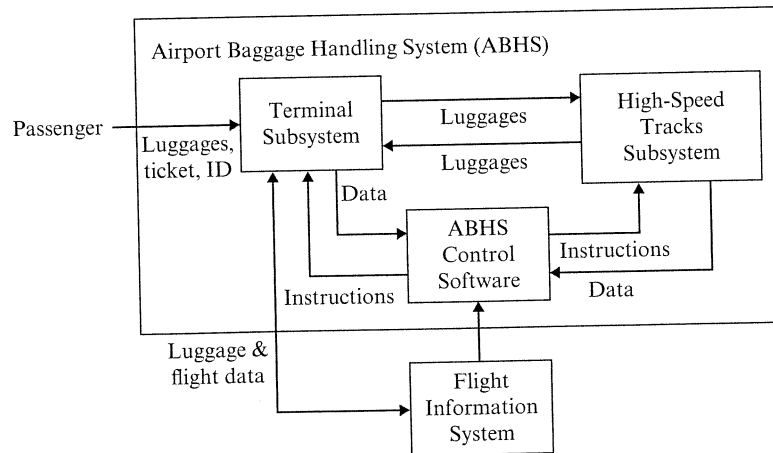 Airport Baggage Handling System (ABHS)
Passenger
Luggages,
ticket, ID
Terminal
Subsystem
Luggages
Luggages
High-Speed
Tracks
Subsystem
Data
ABHS
Control
Software
Instructions
Instructions
Data
Luggage &
flight data
Flight
Information
System